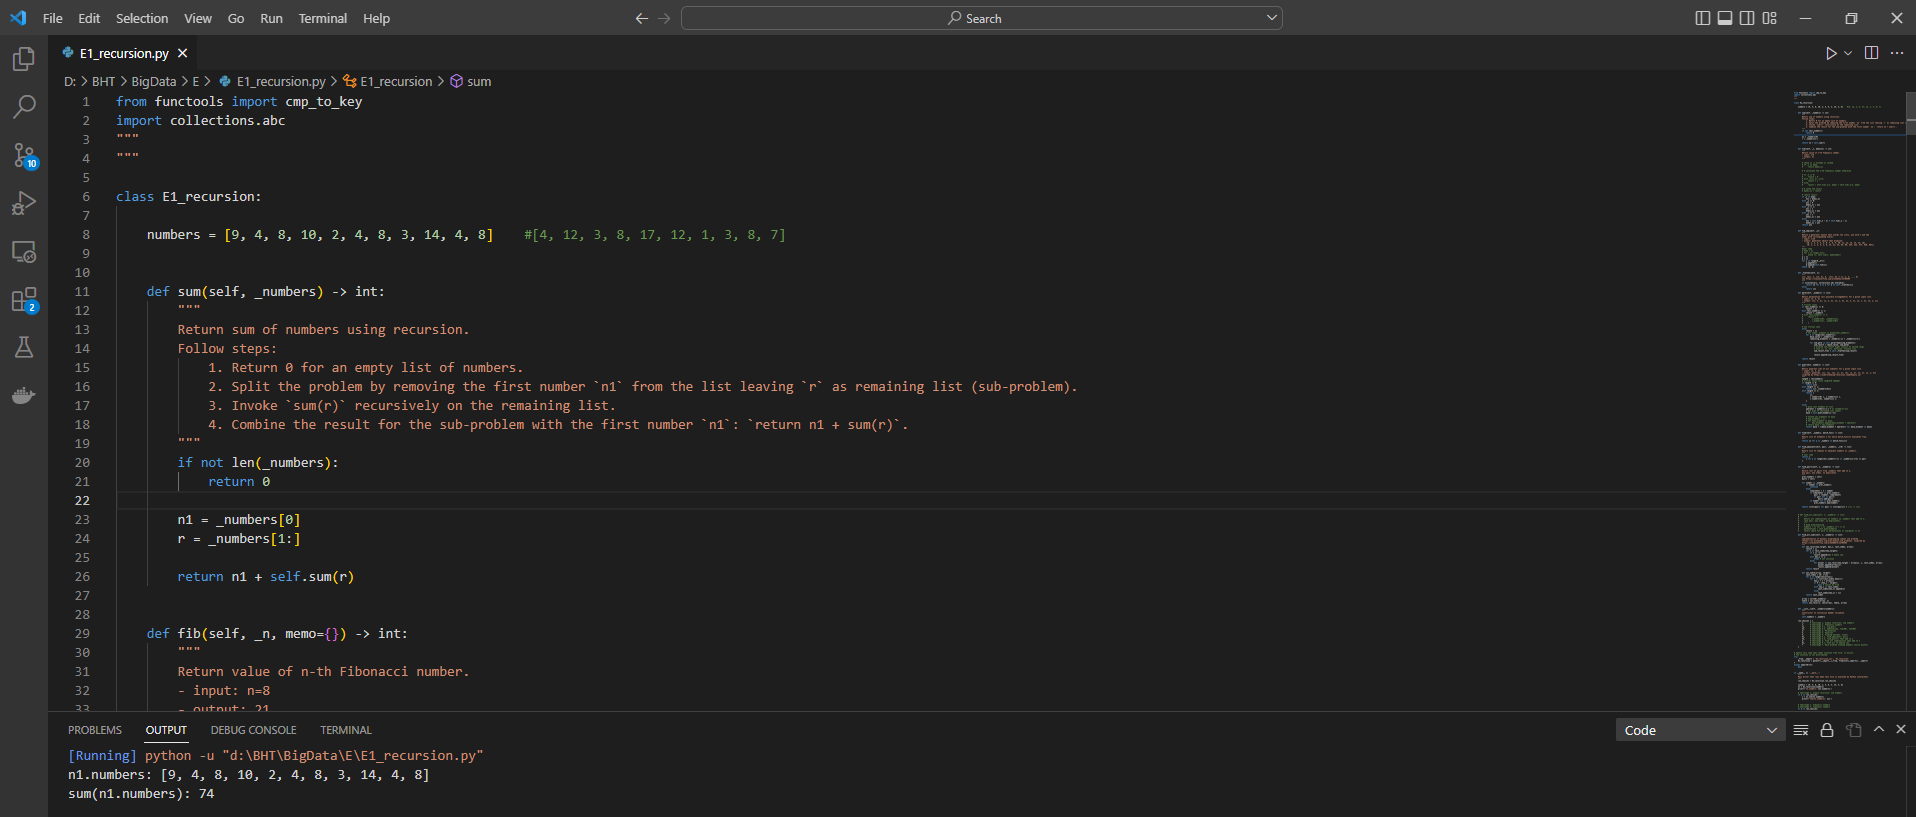 File Edit Selection View Go Run Terminal Help Search
E1_recursion.py
D: > BHT > BigData > E > E1_recursion.py > E1_recursion > sum
1 from functools import cmp_to_key
2 import collections.abc
3 """
4 """
5
6 class E1_recursion:
7
8 numbers = [9, 4, 8, 10, 2, 4, 8, 3, 14, 4, 8] #[4, 12, 3, 8, 17, 12, 1, 3, 8, 7]
9
10
11 def sum(self, _numbers) -> int:
12 """
13 Return sum of numbers using recursion.
14 Follow steps:
15 1. Return 0 for an empty list of numbers.
16 2. Split the problem by removing the first number `n1` from the list leaving `r` as remaining list (sub-problem).
17 3. Invoke `sum(r)` recursively on the remaining list.
18 4. Combine the result for the sub-problem with the first number `n1`: `return n1 + sum(r)`.
19 """
20 if not len(_numbers):
21 return 0
22
23 n1 = _numbers[0]
24 r = _numbers[1:]
25
26 return n1 + self.sum(r)
27
28
29 def fib(self, _n, memo={}) -> int:
30 """
31 Return value of n-th Fibonacci number.
32 - input: n=8
33 - output: 21
10
2
PROBLEMS OUTPUT DEBUG CONSOLE TERMINAL Code
[Running] python -u "d:\BHT\BigData\E\E1_recursion.py"
n1.numbers: [9, 4, 8, 10, 2, 4, 8, 3, 14, 4, 8]
sum(n1.numbers): 74